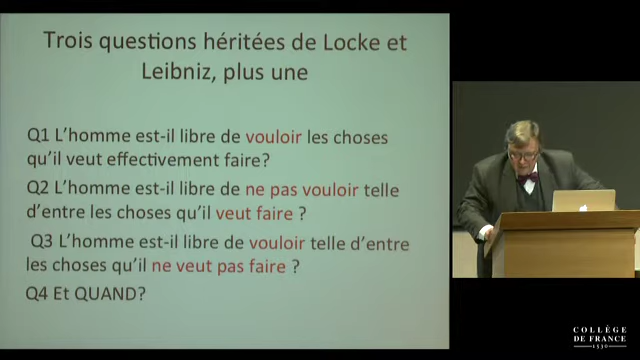 Trois questions héritées de Locke et
Leibniz, plus une
Q1 L'homme est-il libre de vouloir les choses
qu'il veut effectivement faire?
Q2 L'homme est-il libre de ne pas vouloir telle
d'entre les choses qu'il veut faire ?
Q3 L'homme est-il libre de vouloir telle d'entre
les choses qu'il ne veut pas faire ?
Q4 Et QUAND?
COLLÈGE
DE FRANCE
1530